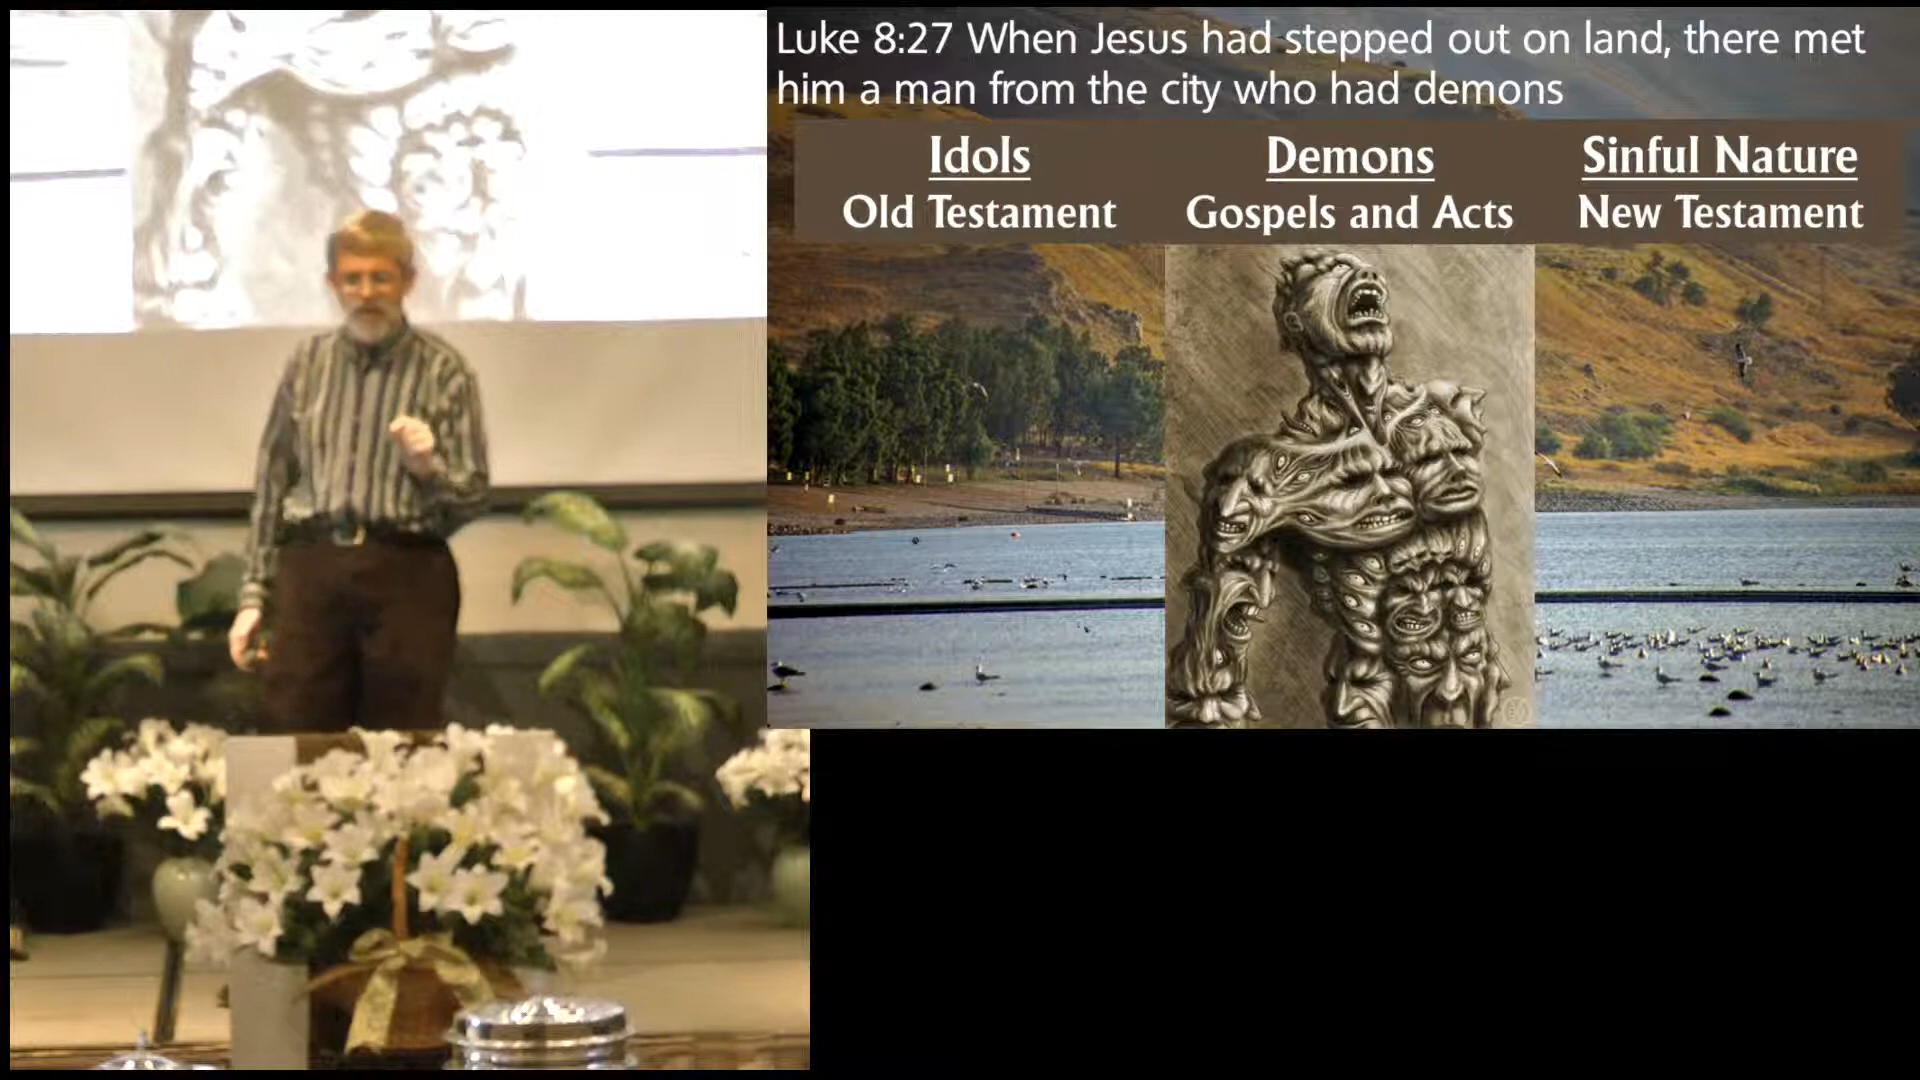 Luke 8:27 When Jesus had stepped out on land, there met
him a man from the city who had demons
Idols
Old Testament
Demons
Gospels and Acts
Sinful Nature
New Testament